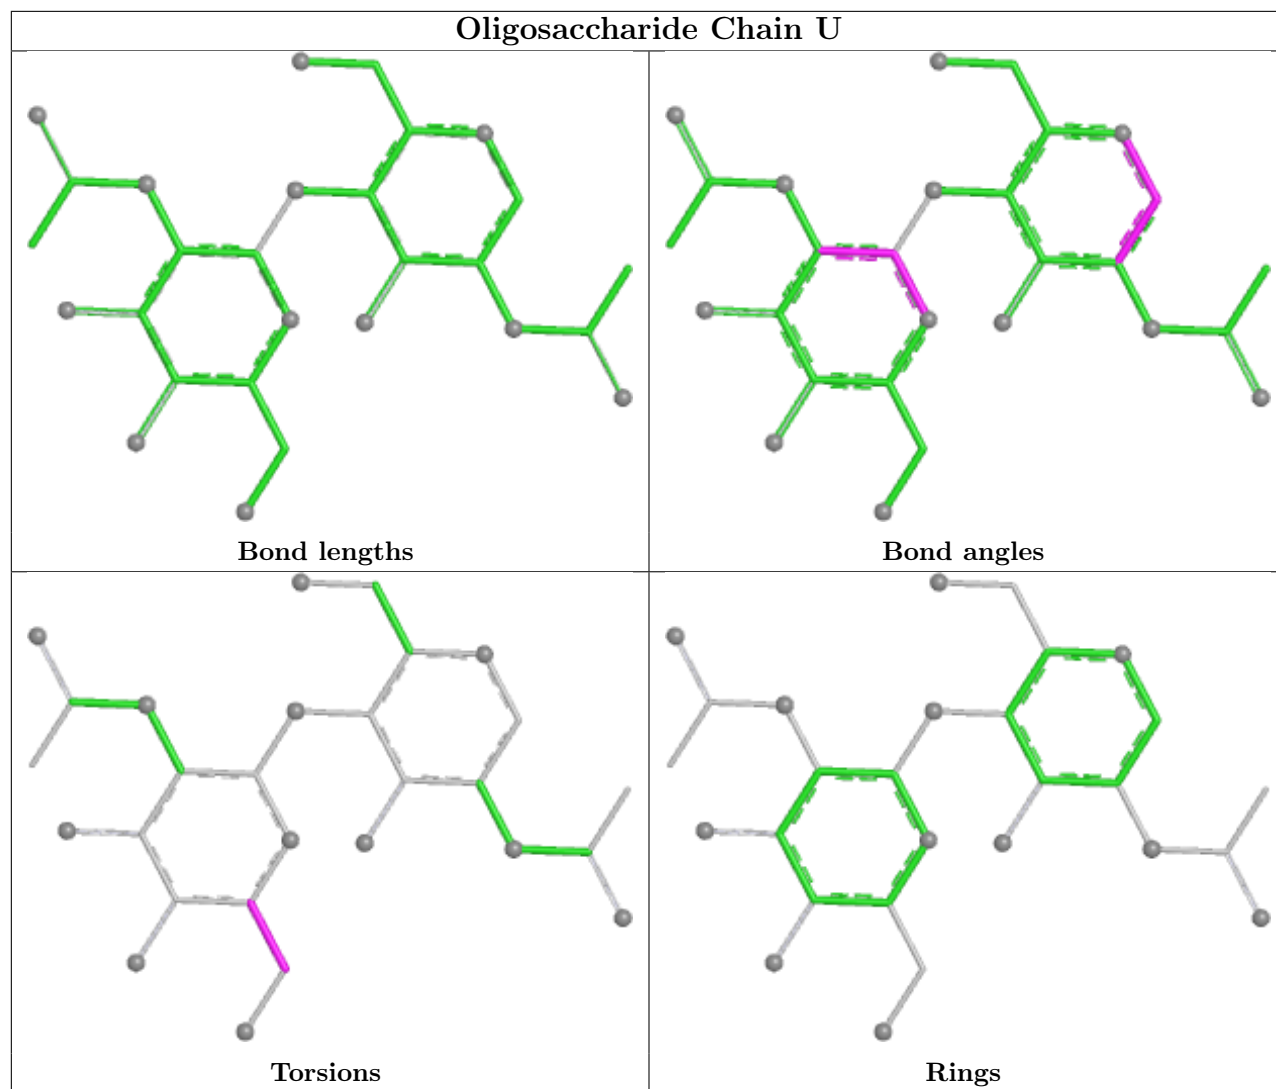 Oligosaccharide Chain U
Bond lengths
Bond angles
Torsions
Rings